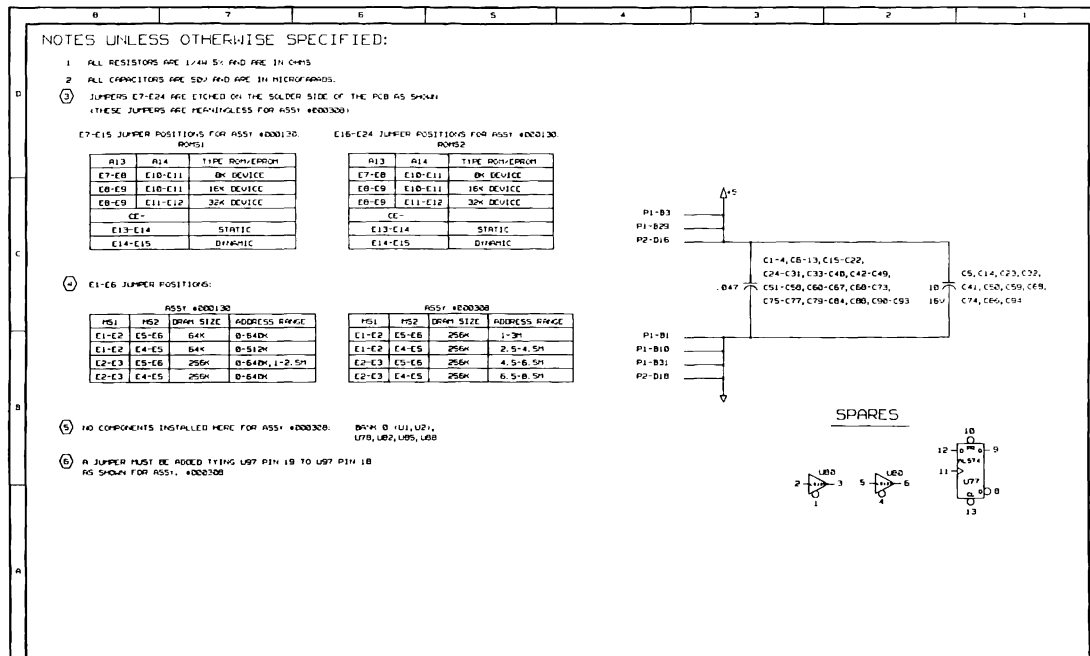 8 7 6 5 4 3 2 1
NOTES UNLESS OTHERWISE SPECIFIED:
1 ALL RESISTORS ARE 1/4W 5% AND ARE IN OHMS
2 ALL CAPACITORS ARE 50V AND ARE IN MICROFARADS.
3 JUMPERS E7-E24 ARE ETCHED ON THE SOLDER SIDE OF THE PCB AS SHOWN
(THESE JUMPERS ARE MEANINGLESS FOR ASSY #000308)
E7-E15 JUMPER POSITIONS FOR ASSY #000130.
ROMS1
A13 A14 TYPE ROM/EPROM
E7-E8 E10-E11 8K DEVICE
E8-E9 E10-E11 16K DEVICE
E8-E9 E11-E12 32K DEVICE
CE-
E13-E14 STATIC
E14-E15 DYNAMIC
E16-E24 JUMPER POSITIONS FOR ASSY #000130.
ROMS2
A13 A14 TYPE ROM/EPROM
E7-E8 E10-E11 8K DEVICE
E8-E9 E10-E11 16K DEVICE
E8-E9 E11-E12 32K DEVICE
CE-
E13-E14 STATIC
E14-E15 DYNAMIC
4 E1-E6 JUMPER POSITIONS:
ASSY #000130
MS1 MS2 DRAM SIZE ADDRESS RANGE
E1-E2 E5-E6 64K 0-640K
E1-E2 E4-E5 64K 0-512K
E2-E3 E5-E6 256K 0-640K,1-2.5M
E2-E3 E4-E5 256K 0-640K
ASSY #000308
MS1 MS2 DRAM SIZE ADDRESS RANGE
E1-E2 E5-E6 256K 1-3M
E1-E2 E4-E5 256K 2.5-4.5M
E2-E3 E5-E6 256K 4.5-6.5M
E2-E3 E4-E5 256K 6.5-8.5M
5 NO COMPONENTS INSTALLED HERE FOR ASSY #000308. BANK 0 (U1,U2),
U78,U82,U85,U88
6 A JUMPER MUST BE ADDED TYING U97 PIN 19 TO U97 PIN 18
AS SHOWN FOR ASSY. #000308
+5
P1-B3
P1-B29
P2-D16
.047
C1-4,C6-13,C15-C22,
C24-C31,C33-C40,C42-C49,
C51-C58,C60-C67,C68-C73,
C75-C77,C79-C84,C88,C90-C93
10
16V
C5,C14,C23,C32,
C41,C50,C59,C69,
C74,C86,C94
P1-B1
P1-B10
P1-B31
P2-D18
SPARES
2 U80 3
1
5 U80 6
4
10
12 D PR Q 9
ALS74
11
U77
CL Q 8
13
D
C
B
A